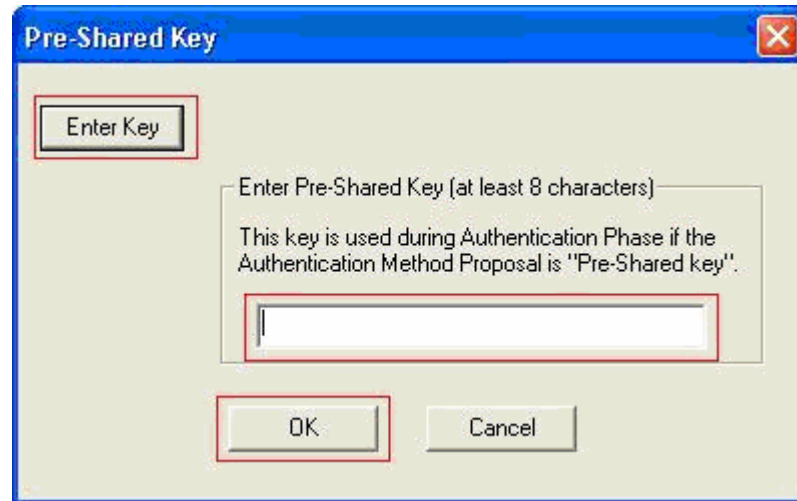 Pre-Shared Key
Enter Key
Enter Pre-Shared Key (at least 8 characters)
This key is used during Authentication Phase if the
Authentication Method Proposal is "Pre-Shared key".
OK
Cancel